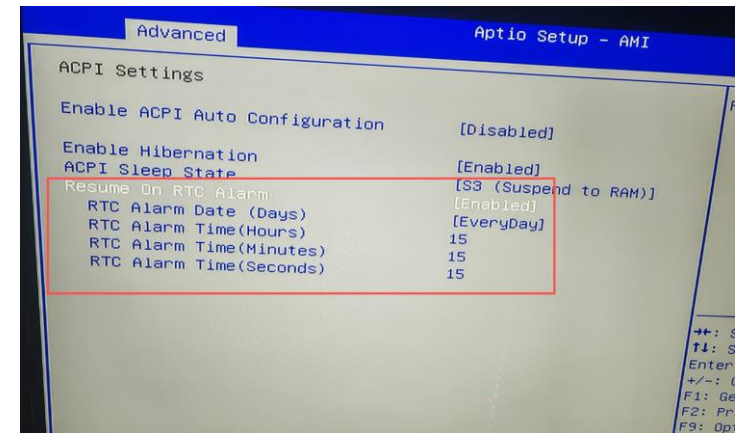 Advanced
Aptio Setup - AMI
ACPI Settings
Enable ACPI Auto Configuration [Disabled]
Enable Hibernation [Enabled]
ACPI Sleep State [S3 (Suspend to RAM)]
Resume On RTC Alarm [Enabled]
RTC Alarm Date (Days) [EveryDay]
RTC Alarm Time(Hours) 15
RTC Alarm Time(Minutes) 15
RTC Alarm Time(Seconds) 15
→←: S
↑↓: S
Enter
+/-:
F1: Ge
F2: Pr
F9: Opt